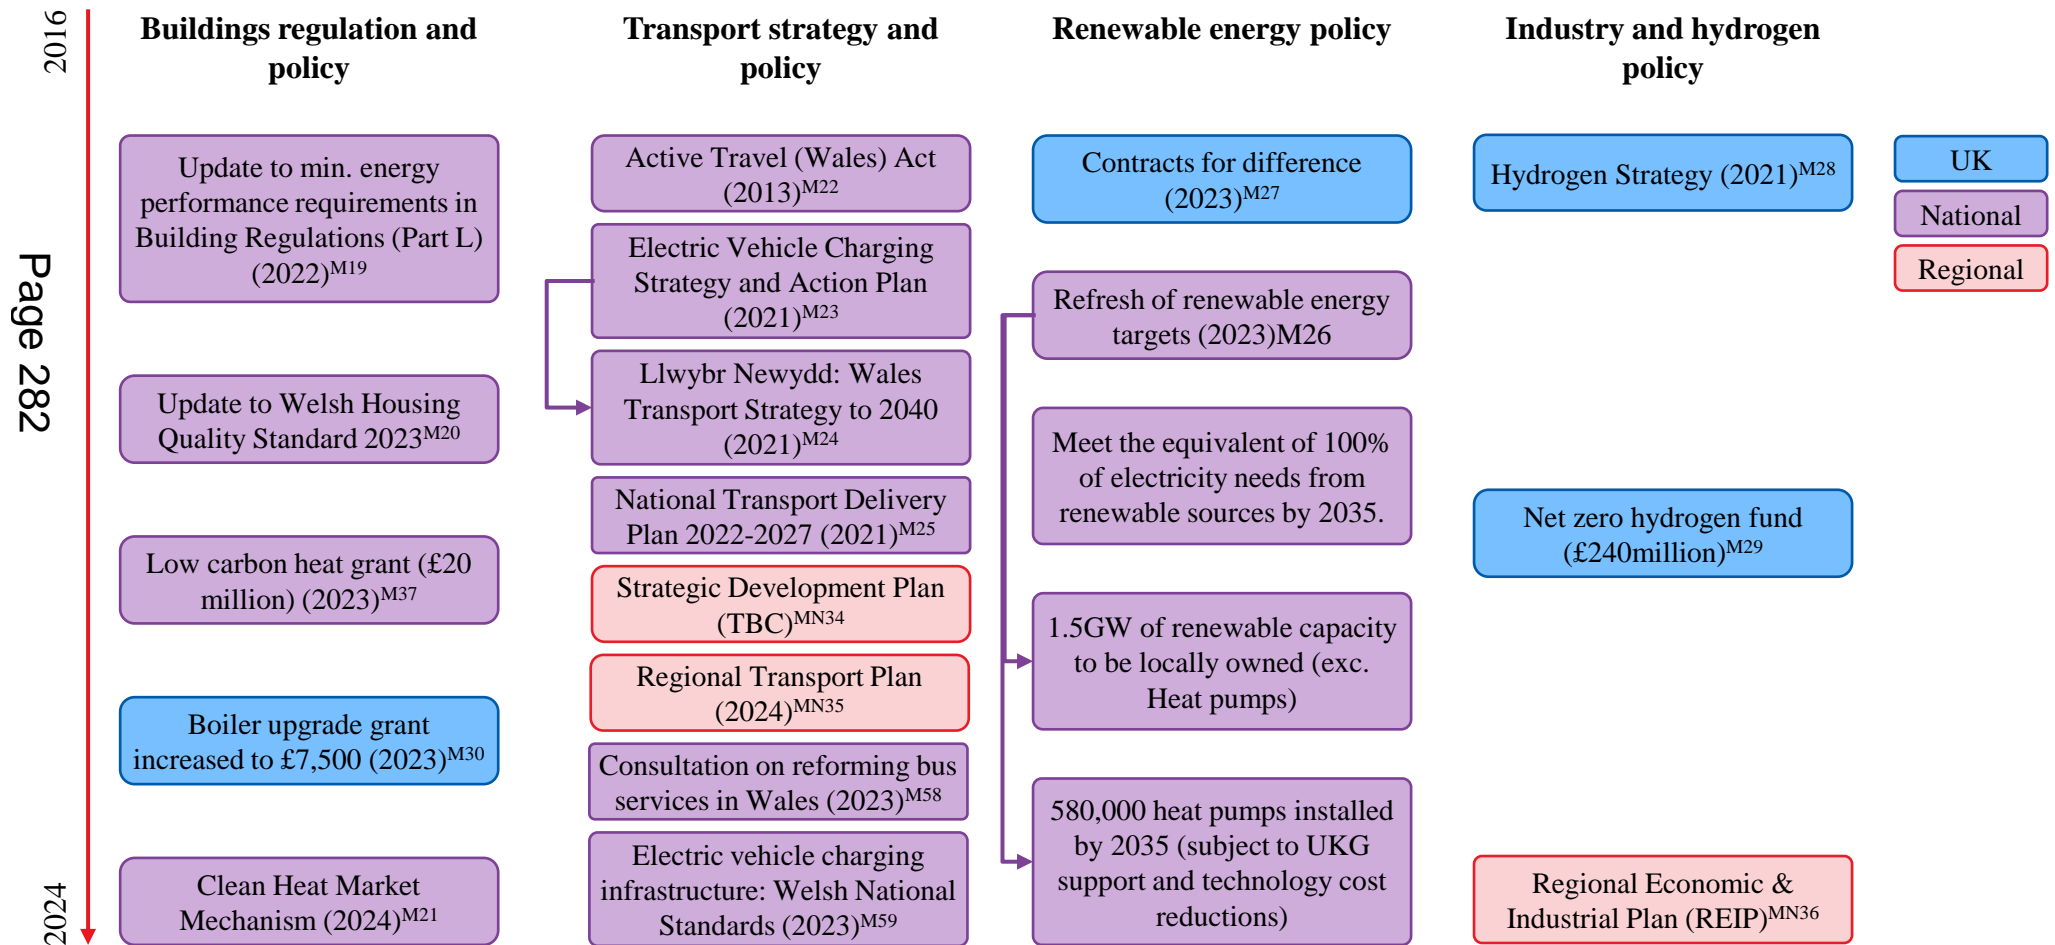 2016
2024
Page 282
Buildings regulation and
policy
Update to min. energy
performance requirements in
Building Regulations (Part L)
(2022)M19
Update to Welsh Housing
Quality Standard 2023M20
Low carbon heat grant (£20
million) (2023)M37
Boiler upgrade grant
increased to £7,500 (2023)M30
Clean Heat Market
Mechanism (2024)M21
Transport strategy and
policy
Active Travel (Wales) Act
(2013)M22
Electric Vehicle Charging
Strategy and Action Plan
(2021)M23
Llwybr Newydd: Wales
Transport Strategy to 2040
(2021)M24
National Transport Delivery
Plan 2022-2027 (2021)M25
Strategic Development Plan
(TBC)MN34
Regional Transport Plan
(2024)MN35
Consultation on reforming bus
services in Wales (2023)M58
Electric vehicle charging
infrastructure: Welsh National
Standards (2023)M59
Renewable energy policy
Contracts for difference
(2023)M27
Refresh of renewable energy
targets (2023)M26
Meet the equivalent of 100%
of electricity needs from
renewable sources by 2035.
1.5GW of renewable capacity
to be locally owned (exc.
Heat pumps)
580,000 heat pumps installed
by 2035 (subject to UKG
support and technology cost
reductions)
Industry and hydrogen
policy
Hydrogen Strategy (2021)M28
Net zero hydrogen fund
(£240million)M29
Regional Economic &
Industrial Plan (REIP)MN36
UK
National
Regional